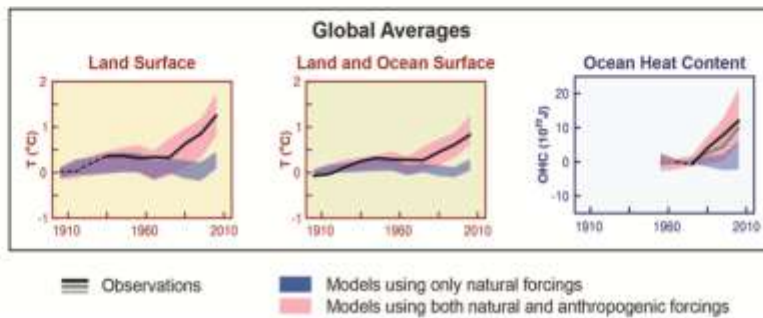 Global Averages
Land Surface
Land and Ocean Surface
Ocean Heat Content
T (°C)
2
1
0
-1
1910
1960
2010
T (°C)
2
1
0
-1
1910
1960
2010
OHC (10²²J)
20
10
0
-10
1910
1960
2010
Observations
Models using only natural forcings
Models using both natural and anthropogenic forcings